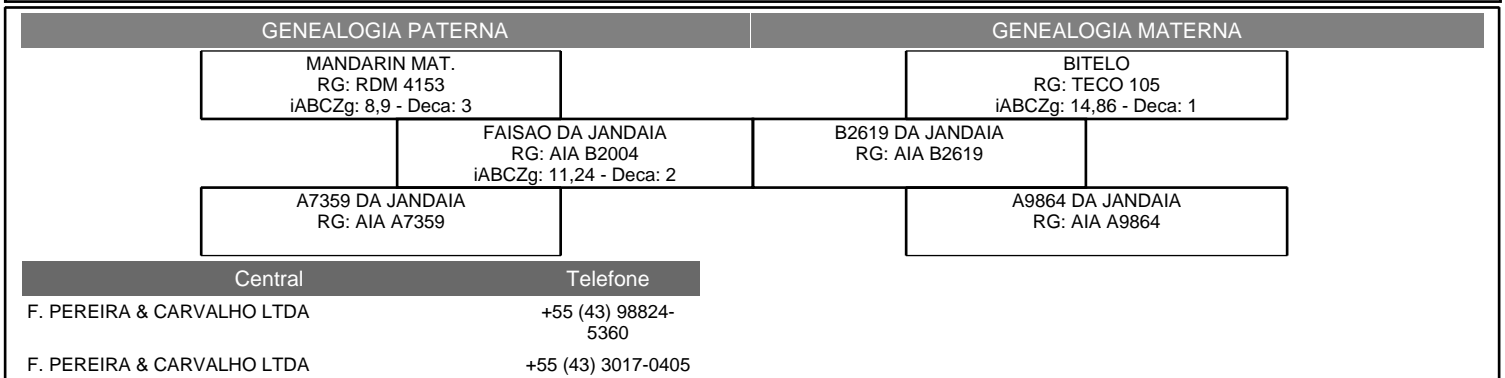 GENEALOGIA PATERNA
GENEALOGIA MATERNA
MANDARIN MAT.
RG: RDM 4153
iABCZg: 8,9 - Deca: 3
BITELO
RG: TECO 105
iABCZg: 14,86 - Deca: 1
FAISAO DA JANDAIA
RG: AIA B2004
iABCZg: 11,24 - Deca: 2
B2619 DA JANDAIA
RG: AIA B2619
A7359 DA JANDAIA
RG: AIA A7359
A9864 DA JANDAIA
RG: AIA A9864
Central
Telefone
F. PEREIRA & CARVALHO LTDA
+55 (43) 98824-
5360
F. PEREIRA & CARVALHO LTDA
+55 (43) 3017-0405